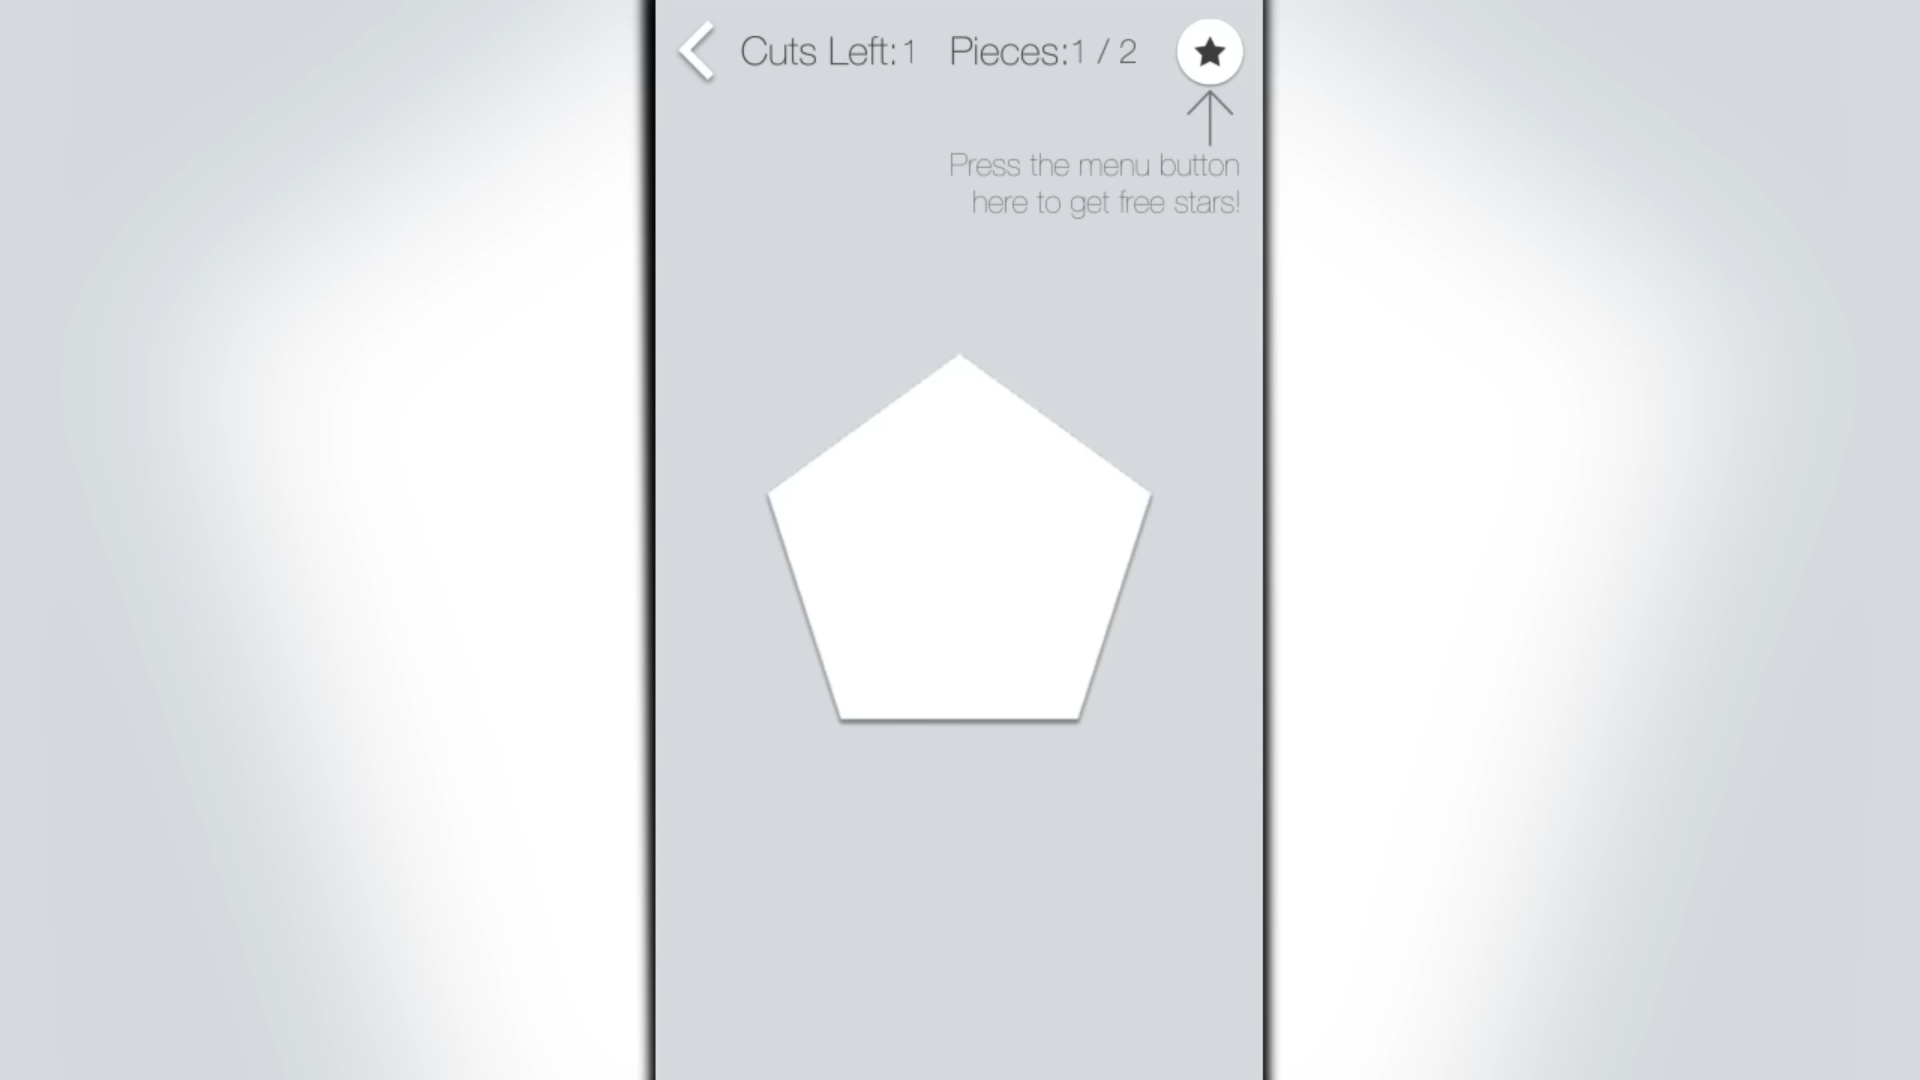 Cuts Left:1 Pieces:1 / 2
Press the menu button
here to get free stars!